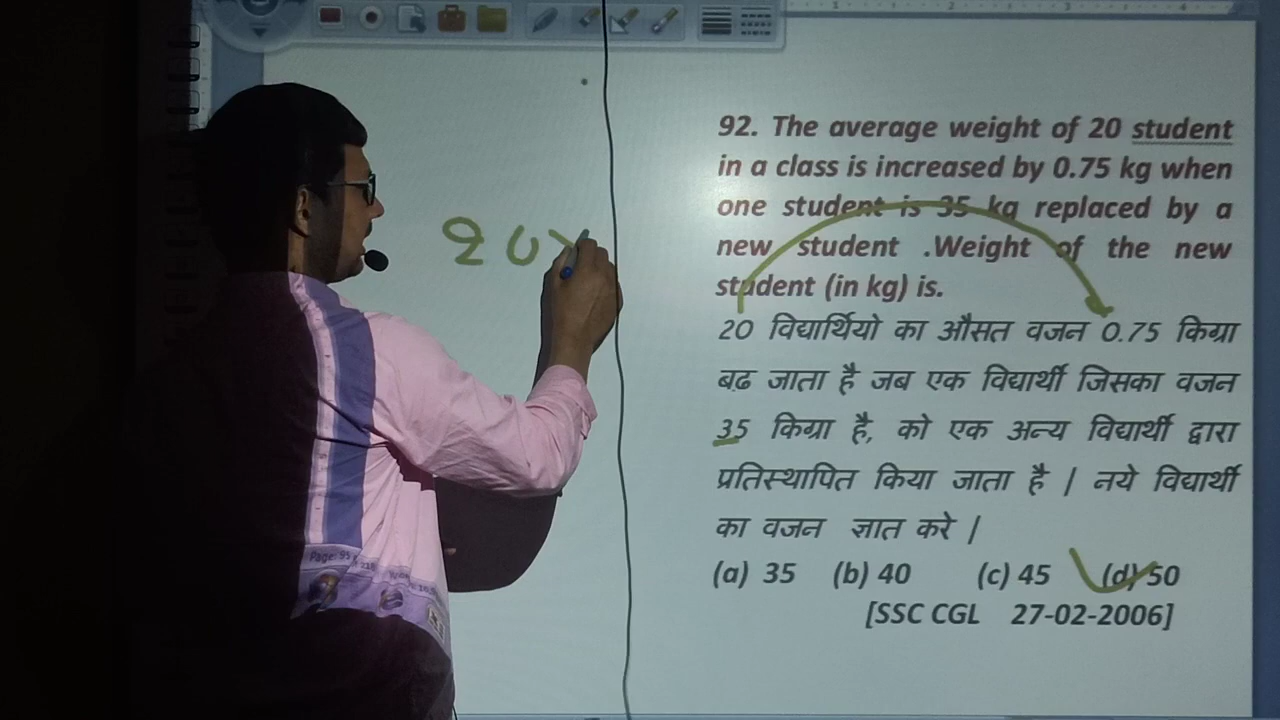 20×
92. The average weight of 20 student
in a class is increased by 0.75 kg when
one student is 35 kg replaced by a
new student .Weight of the new
student (in kg) is.
20 विद्यार्थियो का औसत वजन 0.75 किग्रा
बढ़ जाता है जब एक विद्यार्थी जिसका वजन
35 किग्रा है, को एक अन्य विद्यार्थी द्वारा
प्रतिस्थापित किया जाता है | नये विद्यार्थी
का वजन ज्ञात करे |
(a) 35 (b) 40 (c) 45 (d) 50
[SSC CGL 27-02-2006]
Page: 95